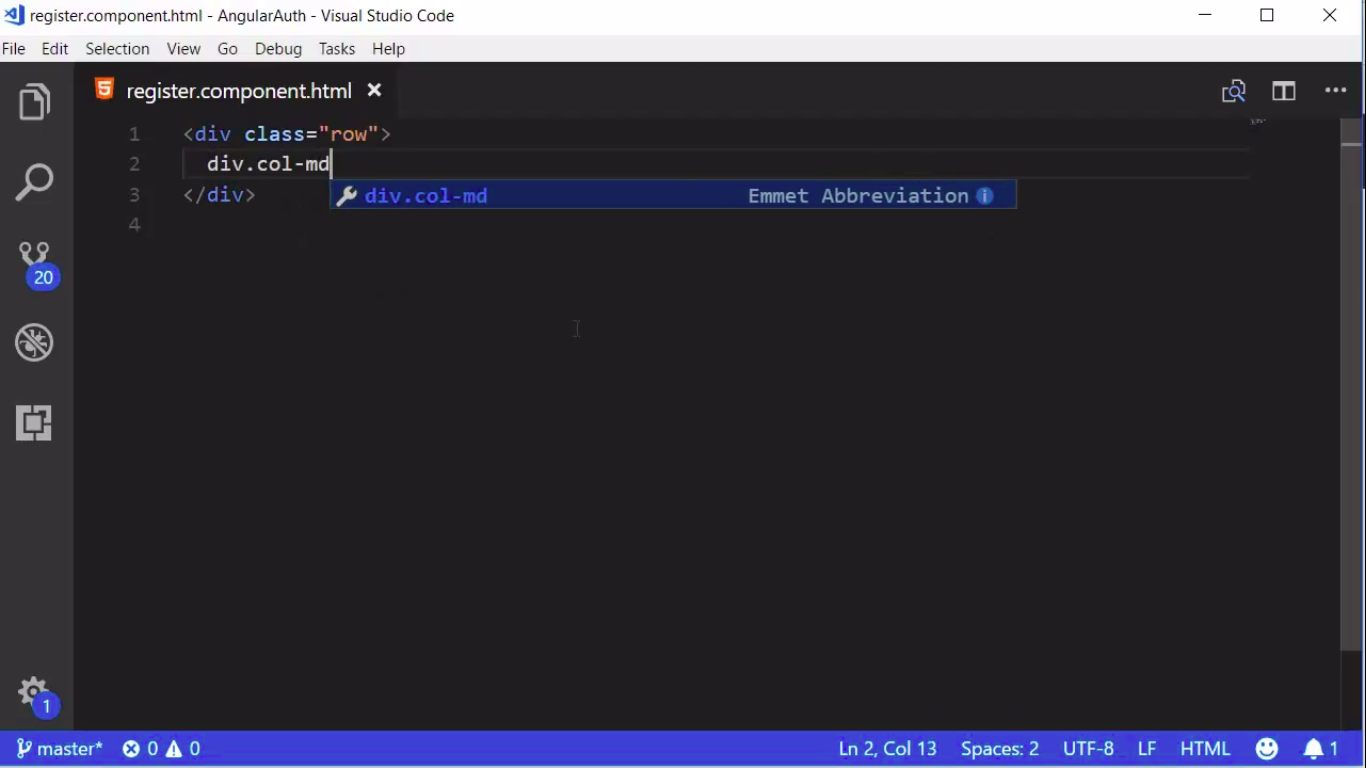 register.component.html - AngularAuth - Visual Studio Code
File Edit Selection View Go Debug Tasks Help
register.component.html
1 <div class="row">
2 div.col-md
3 </div>
div.col-md Emmet Abbreviation
4
20
1
master* 0 0 Ln 2, Col 13 Spaces: 2 UTF-8 LF HTML 1